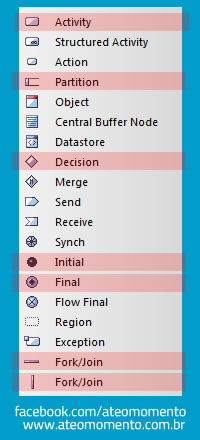 Activity
Structured Activity
Action
Partition
Object
Central Buffer Node
Datastore
Decision
Merge
Send
Receive
Synch
Initial
Final
Flow Final
Region
Exception
Fork/Join
Fork/Join
facebook.com/ateomomento
www.ateomomento.com.br